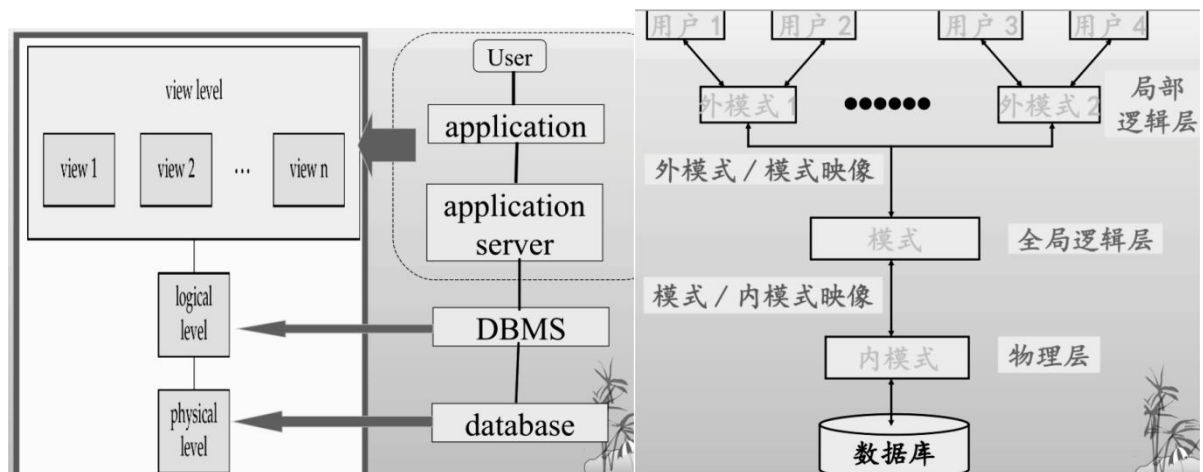 view level
view 1
view 2
...
view n
logical
level
physical
level
User
application
application
server
DBMS
database
用户 1
用户 2
用户 3
用户 4
外模式 1
●●●●●●
外模式 2
局部
逻辑层
外模式 / 模式映像
模式
全局逻辑层
模式 / 内模式映像
内模式
物理层
数据库